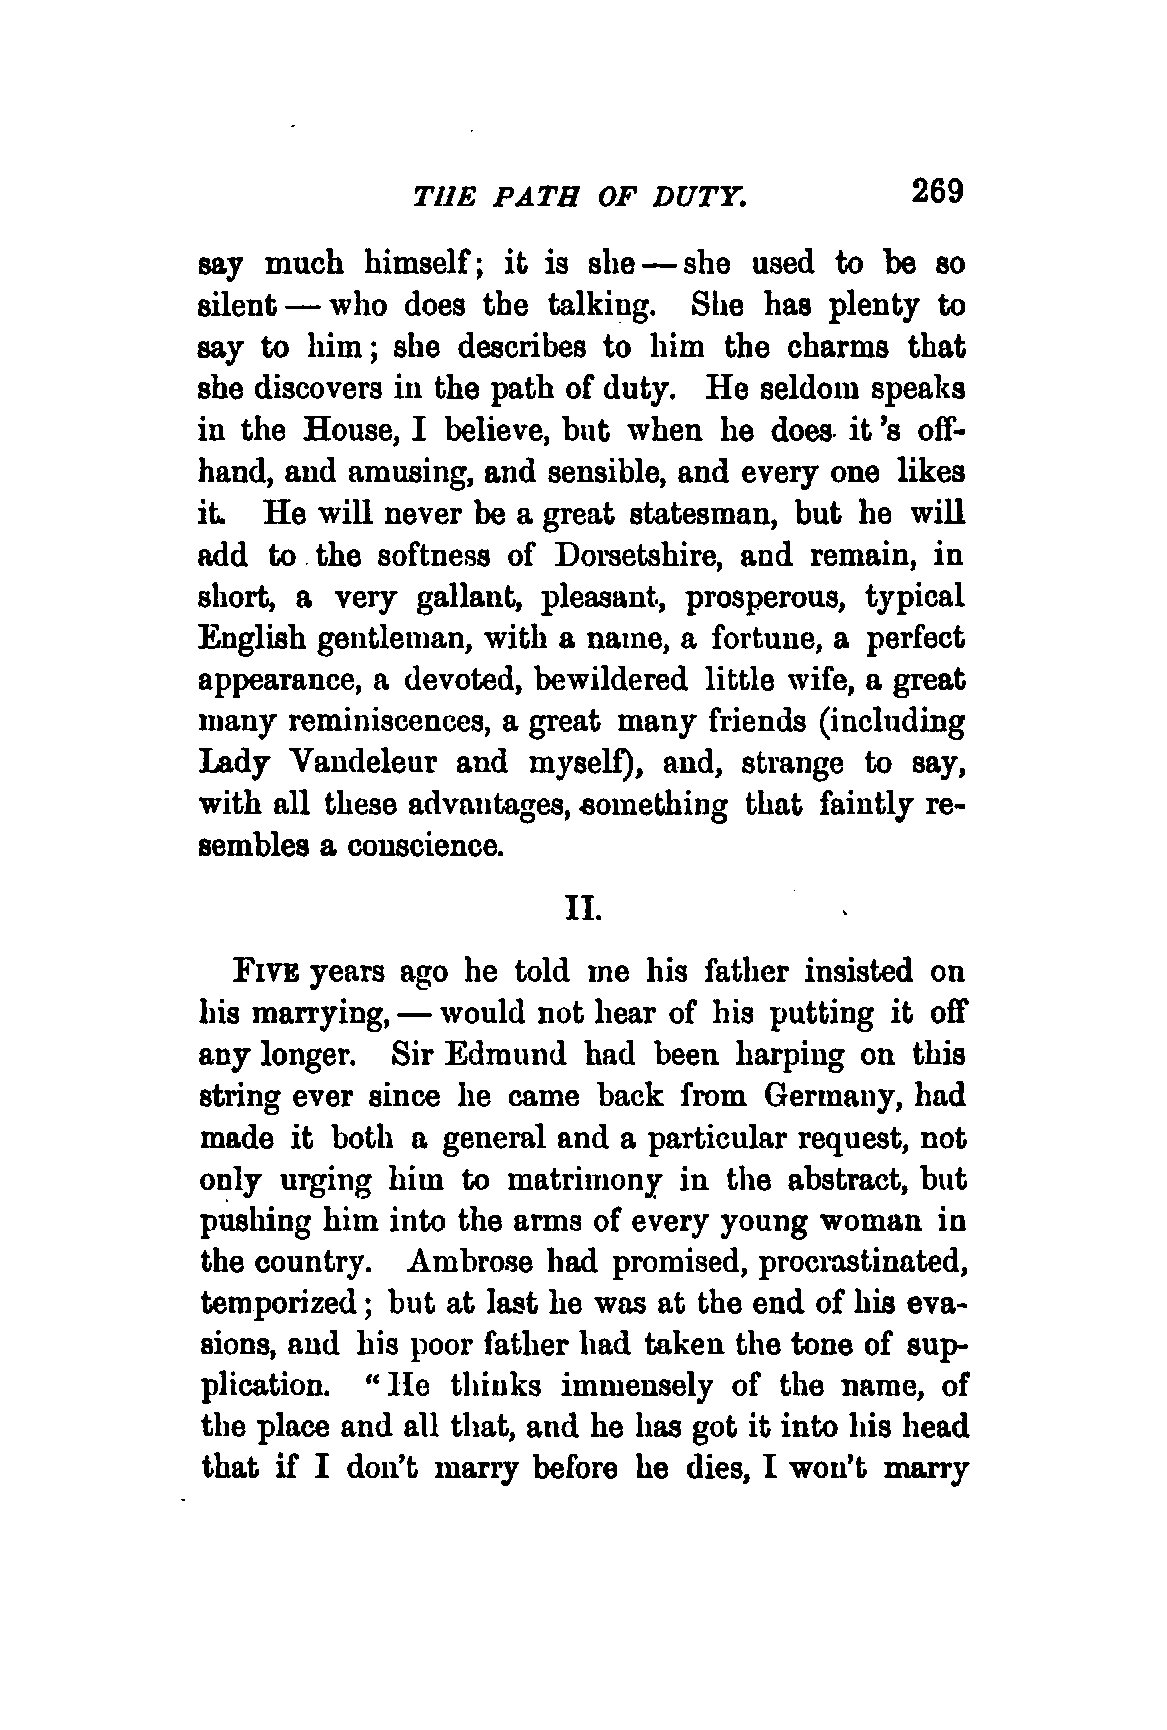 THE PATH OF DUTY. 269
say much himself; it is she — she used to be so
silent — who does the talking. She has plenty to
say to him; she describes to him the charms that
she discovers in the path of duty. He seldom speaks
in the House, I believe, but when he does it 's off-
hand, and amusing, and sensible, and every one likes
it. He will never be a great statesman, but he will
add to the softness of Dorsetshire, and remain, in
short, a very gallant, pleasant, prosperous, typical
English gentleman, with a name, a fortune, a perfect
appearance, a devoted, bewildered little wife, a great
many reminiscences, a great many friends (including
Lady Vandeleur and myself), and, strange to say,
with all these advantages, something that faintly re-
sembles a conscience.
II.
FIVE years ago he told me his father insisted on
his marrying, — would not hear of his putting it off
any longer. Sir Edmund had been harping on this
string ever since he came back from Germany, had
made it both a general and a particular request, not
only urging him to matrimony in the abstract, but
pushing him into the arms of every young woman in
the country. Ambrose had promised, procrastinated,
temporized; but at last he was at the end of his eva-
sions, and his poor father had taken the tone of sup-
plication. “He thinks immensely of the name, of
the place and all that, and he has got it into his head
that if I don't marry before he dies, I won't marry